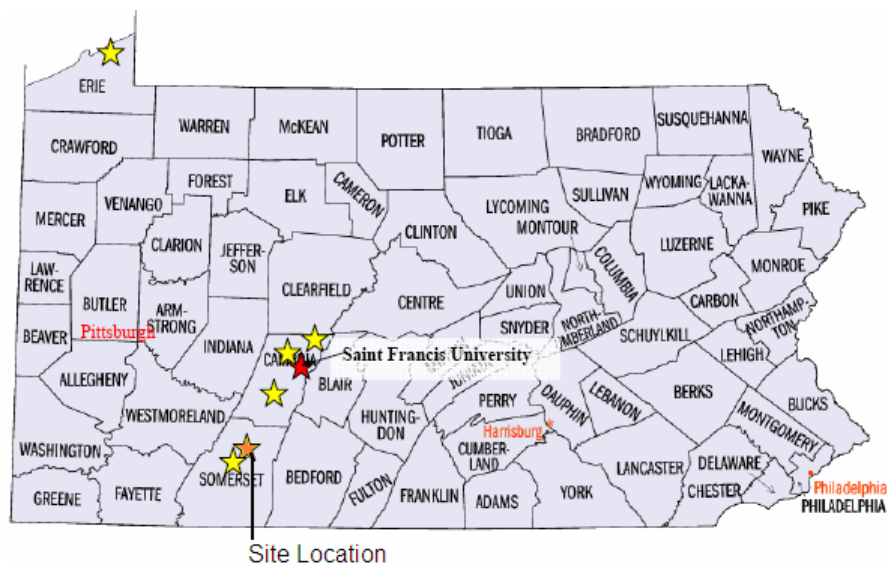 ERIE
CRAWFORD
WARREN
McKEAN
POTTER
TIOGA
BRADFORD
SUSQUEHANNA
WAYNE
FOREST
VENANGO
ELK
CAMERON
WYOMING
LACKA-
WANNA
SULLIVAN
PIKE
MERCER
CLARION
JEFFER-
SON
CLINTON
LYCOMING
MONTOUR
COLUMBIA
LUZERNE
MONROE
LAW-
RENCE
BUTLER
ARM-
STRONG
CLEARFIELD
CENTRE
UNION
CARBON
NORTHAMP-
TON
Pittsburgh
BEAVER
INDIANA
SNYDER
NORTH-
UMBERLAND
SCHUYLKILL
LEHIGH
Saint Francis University
ALLEGHENY
BLAIR
BERKS
BUCKS
WESTMORELAND
HUNTING-
DON
PERRY
DAUPHIN
LEBANON
MONTGOMERY
Harrisburg
WASHINGTON
SOMERSET
BEDFORD
CUMBER-
LAND
LANCASTER
DELAWARE
CHESTER
Philadelphia
PHILADELPHIA
GREENE
FAYETTE
FULTON
FRANKLIN
ADAMS
YORK
Site Location